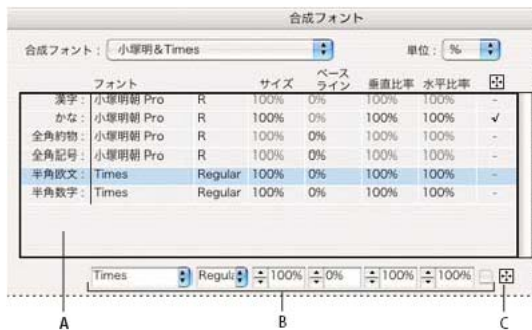 合成フォント
合成フォント： 小塚明&Times 単位： %
フォント サイズ ベースライン 垂直比率 水平比率
漢字： 小塚明朝 Pro R 100% 0% 100% 100% -
かな： 小塚明朝 Pro R 100% 0% 100% 100% √
全角約物： 小塚明朝 Pro R 100% 0% 100% 100% -
全角記号： 小塚明朝 Pro R 100% 0% 100% 100% -
半角欧文： Times Regular 100% 0% 100% 100% -
半角数字： Times Regular 100% 0% 100% 100% -
Times Regula 100% 0% 100% 100%
A B C